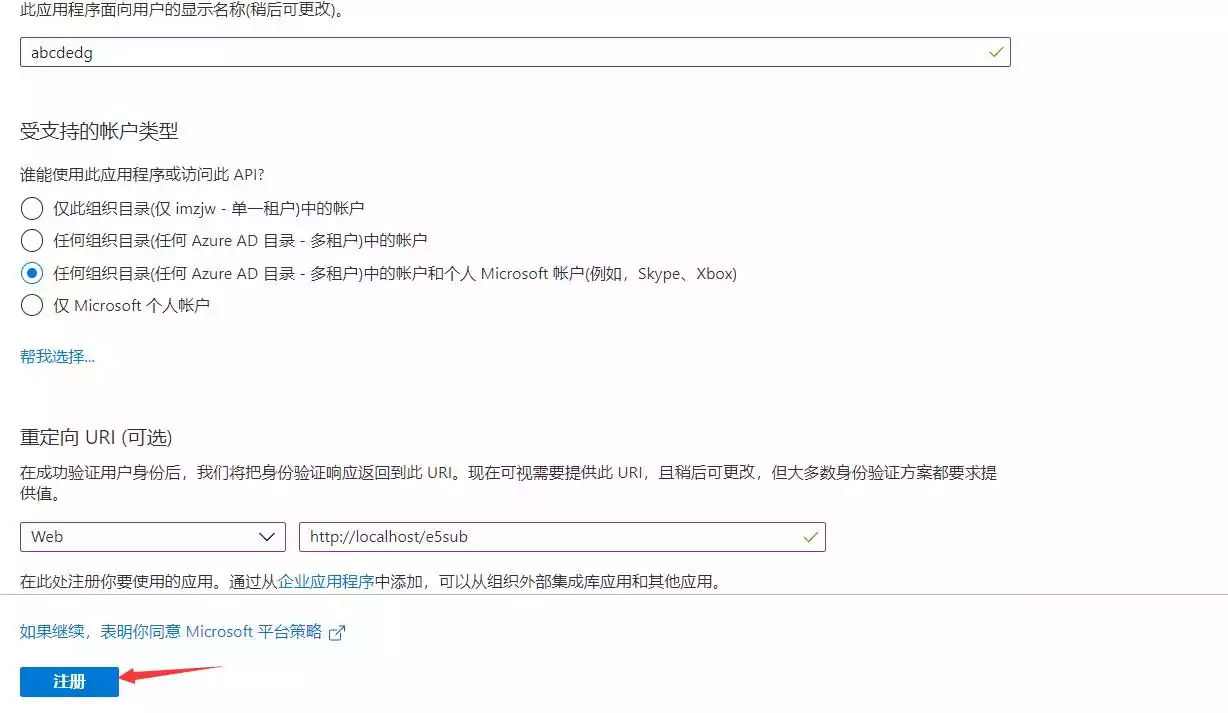 此应用程序面向用户的显示名称(稍后可更改)。
abcdedg
受支持的帐户类型
谁能使用此应用程序或访问此 API?
仅此组织目录(仅 imzjw - 单一租户)中的帐户
任何组织目录(任何 Azure AD 目录 - 多租户)中的帐户
任何组织目录(任何 Azure AD 目录 - 多租户)中的帐户和个人 Microsoft 帐户(例如，Skype、Xbox)
仅 Microsoft 个人帐户
帮我选择...
重定向 URI (可选)
在成功验证用户身份后，我们将把身份验证响应返回到此 URI。现在可视需要提供此 URI，且稍后可更改，但大多数身份验证方案都要求提
供值。
Web
http://localhost/e5sub
在此处注册你要使用的应用。通过从企业应用程序中添加，可以从组织外部集成库应用和其他应用。
如果继续，表明你同意 Microsoft 平台策略
注册